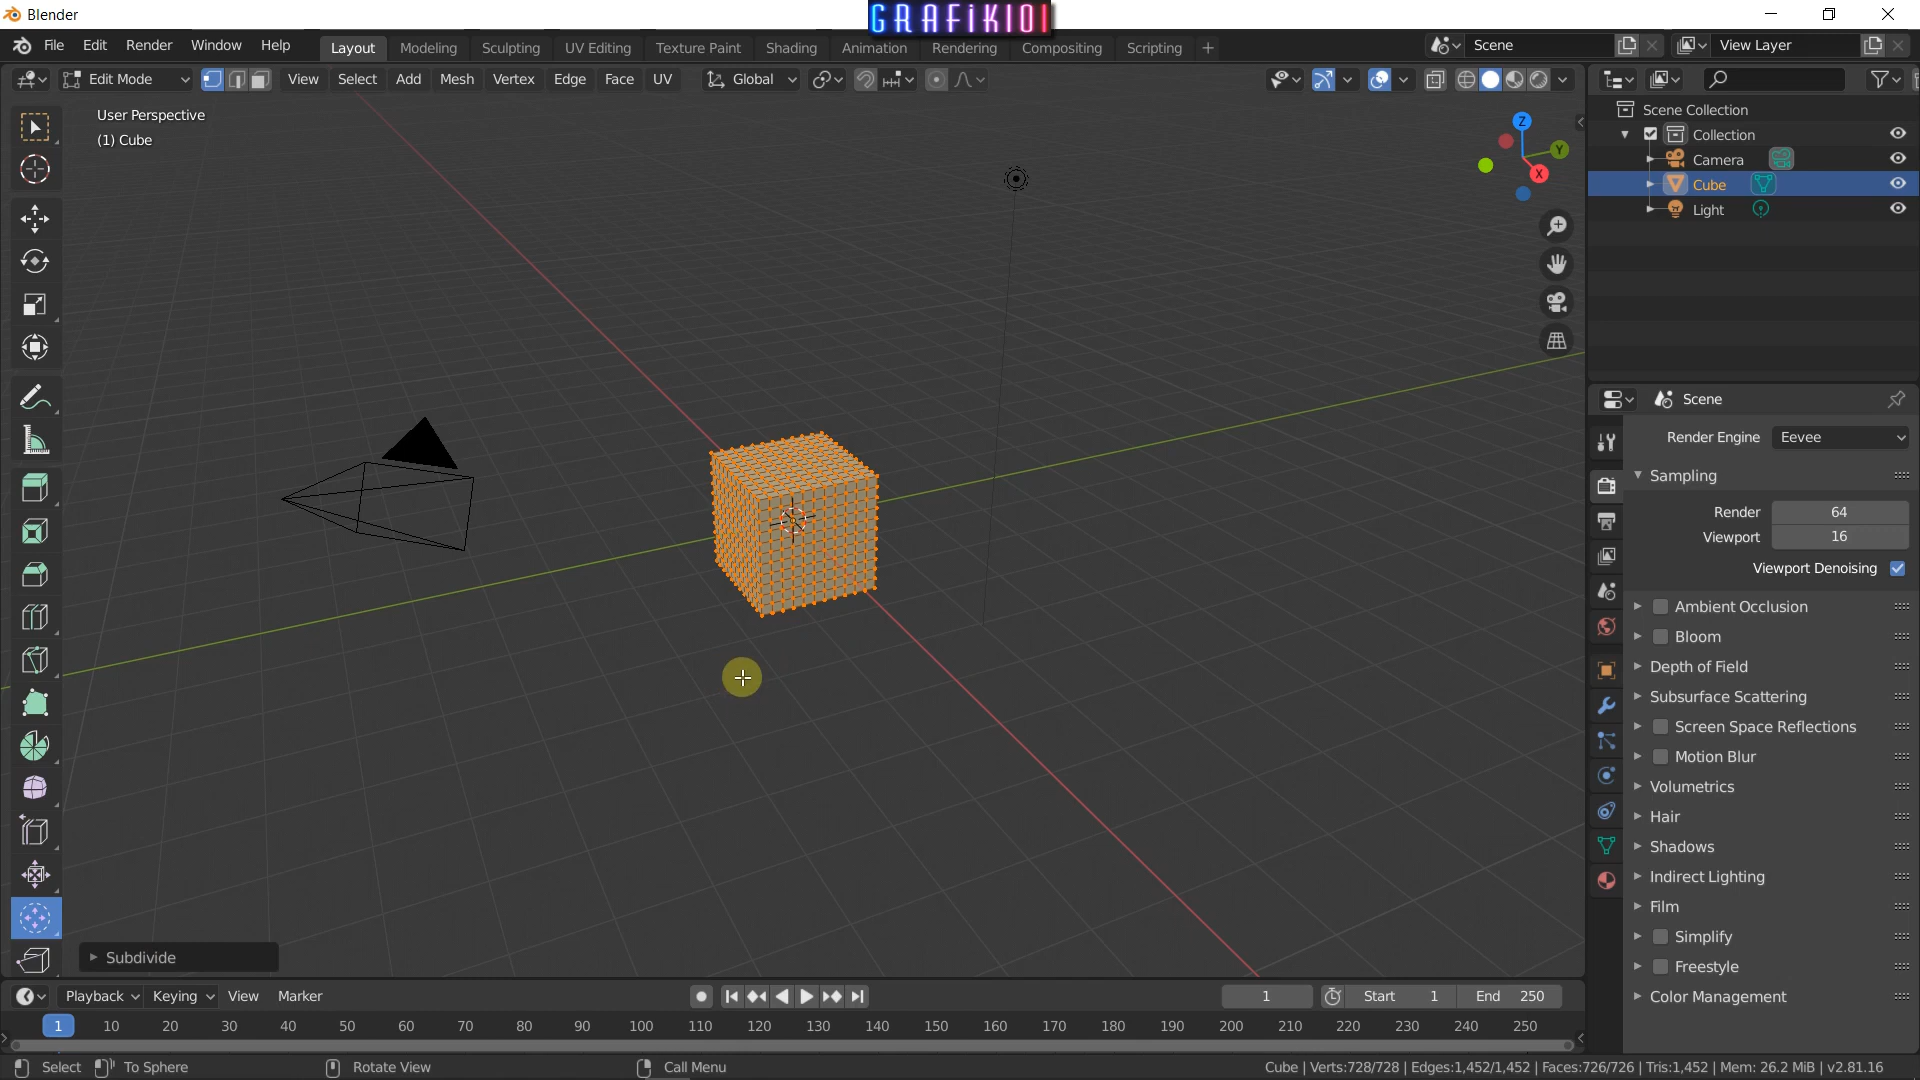 Blender
GRAFiK101
File Edit Render Window Help
Layout Modeling Sculpting UV Editing Texture Paint Shading Animation Rendering Compositing Scripting +
Scene
View Layer
Edit Mode
View Select Add Mesh Vertex Edge Face UV
Global
User Perspective
(1) Cube
Z
Y
X
Scene Collection
Collection
Camera
Cube
Light
Scene
Render Engine Eevee
Sampling
Render 64
Viewport 16
Viewport Denoising
Ambient Occlusion
Bloom
Depth of Field
Subsurface Scattering
Screen Space Reflections
Motion Blur
Volumetrics
Hair
Shadows
Indirect Lighting
Film
Simplify
Freestyle
Color Management
Subdivide
Playback Keying View Marker
1
Start 1
End 250
1 10 20 30 40 50 60 70 80 90 100 110 120 130 140 150 160 170 180 190 200 210 220 230 240 250
Select To Sphere Rotate View Call Menu
Cube | Verts:728/728 | Edges:1,452/1,452 | Faces:726/726 | Tris:1,452 | Mem: 26.2 MiB | v2.81.16